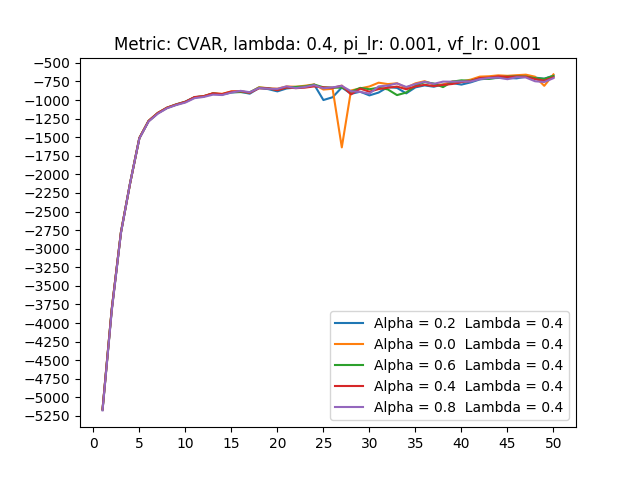 Metric: CVAR, lambda: 0.4, pi_lr: 0.001, vf_lr: 0.001
−500
−750
−1000
−1250
−1500
−1750
−2000
−2250
−2500
−2750
−3000
−3250
−3500
−3750
−4000
−4250
−4500
−4750
−5000
−5250
Alpha = 0.2  Lambda = 0.4
Alpha = 0.0  Lambda = 0.4
Alpha = 0.6  Lambda = 0.4
Alpha = 0.4  Lambda = 0.4
Alpha = 0.8  Lambda = 0.4
0 5 10 15 20 25 30 35 40 45 50